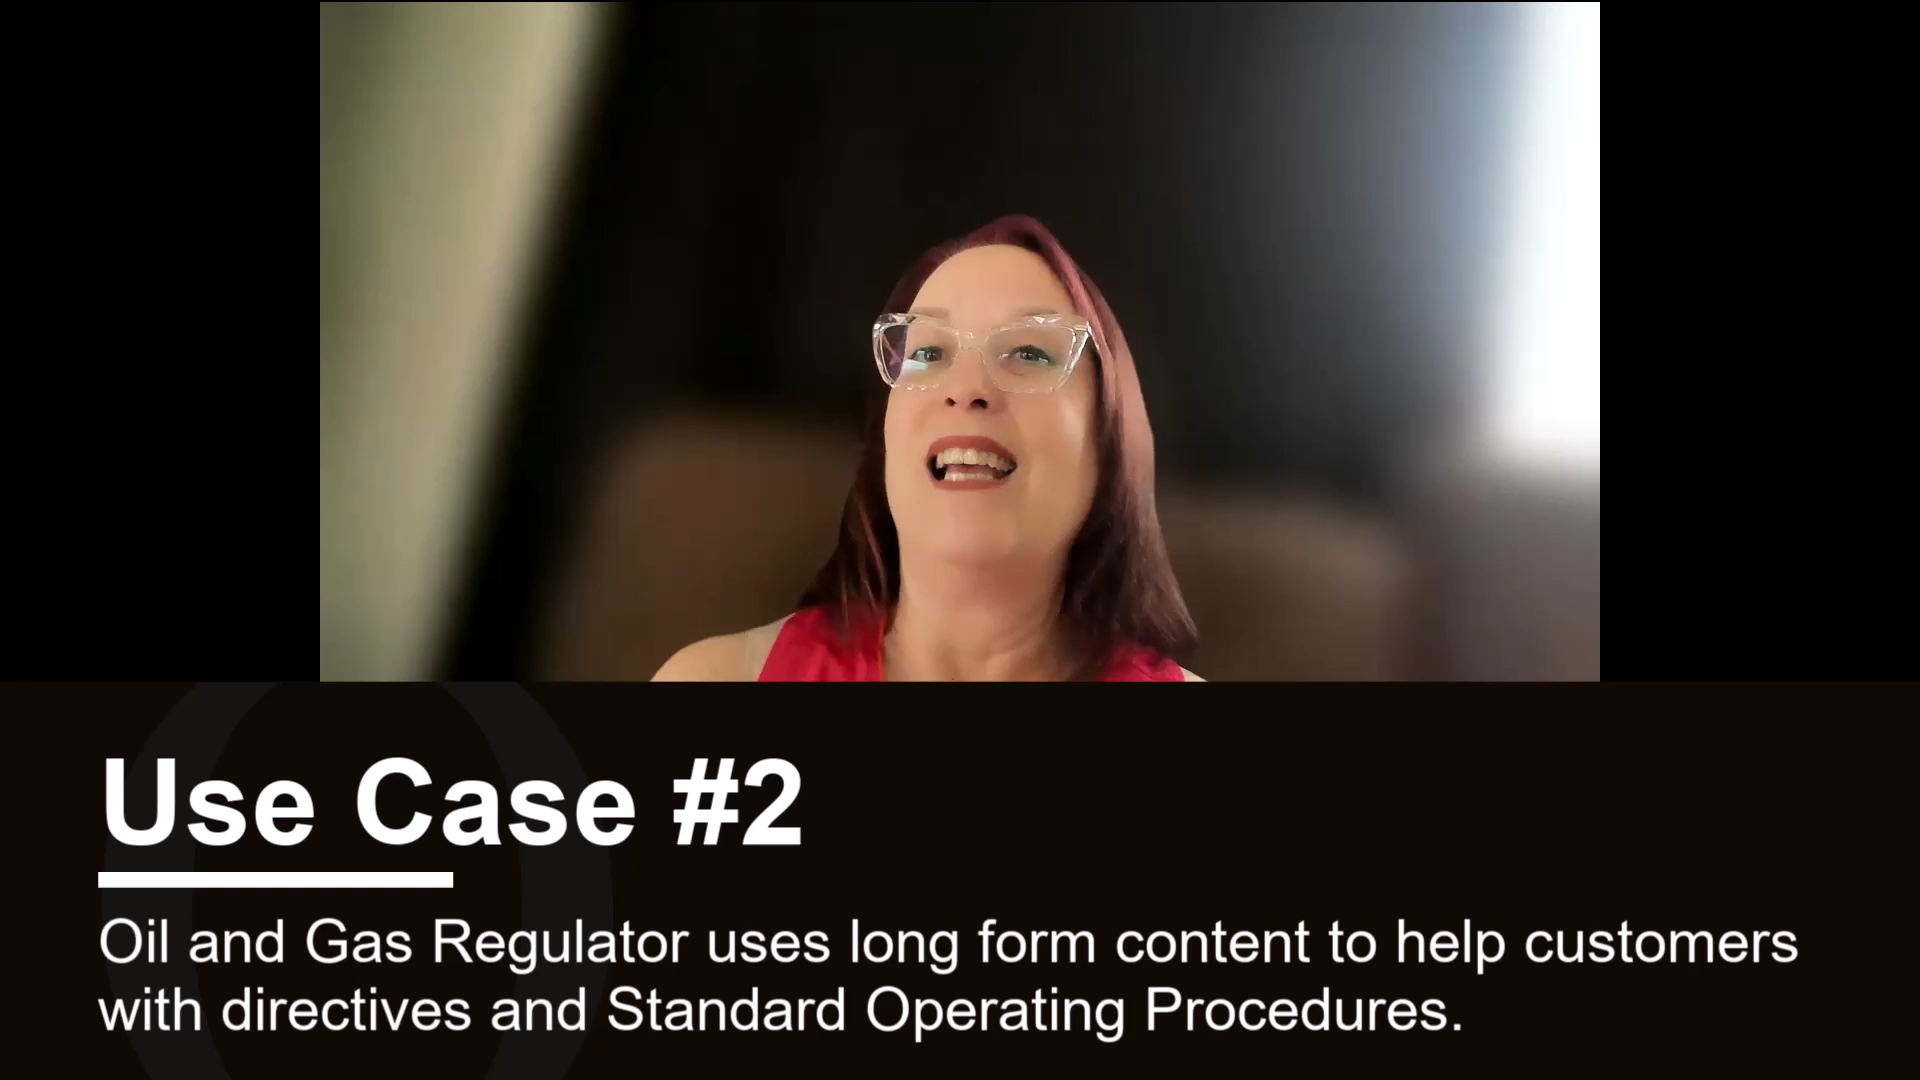 Use Case #2
Oil and Gas Regulator uses long form content to help customers
with directives and Standard Operating Procedures.